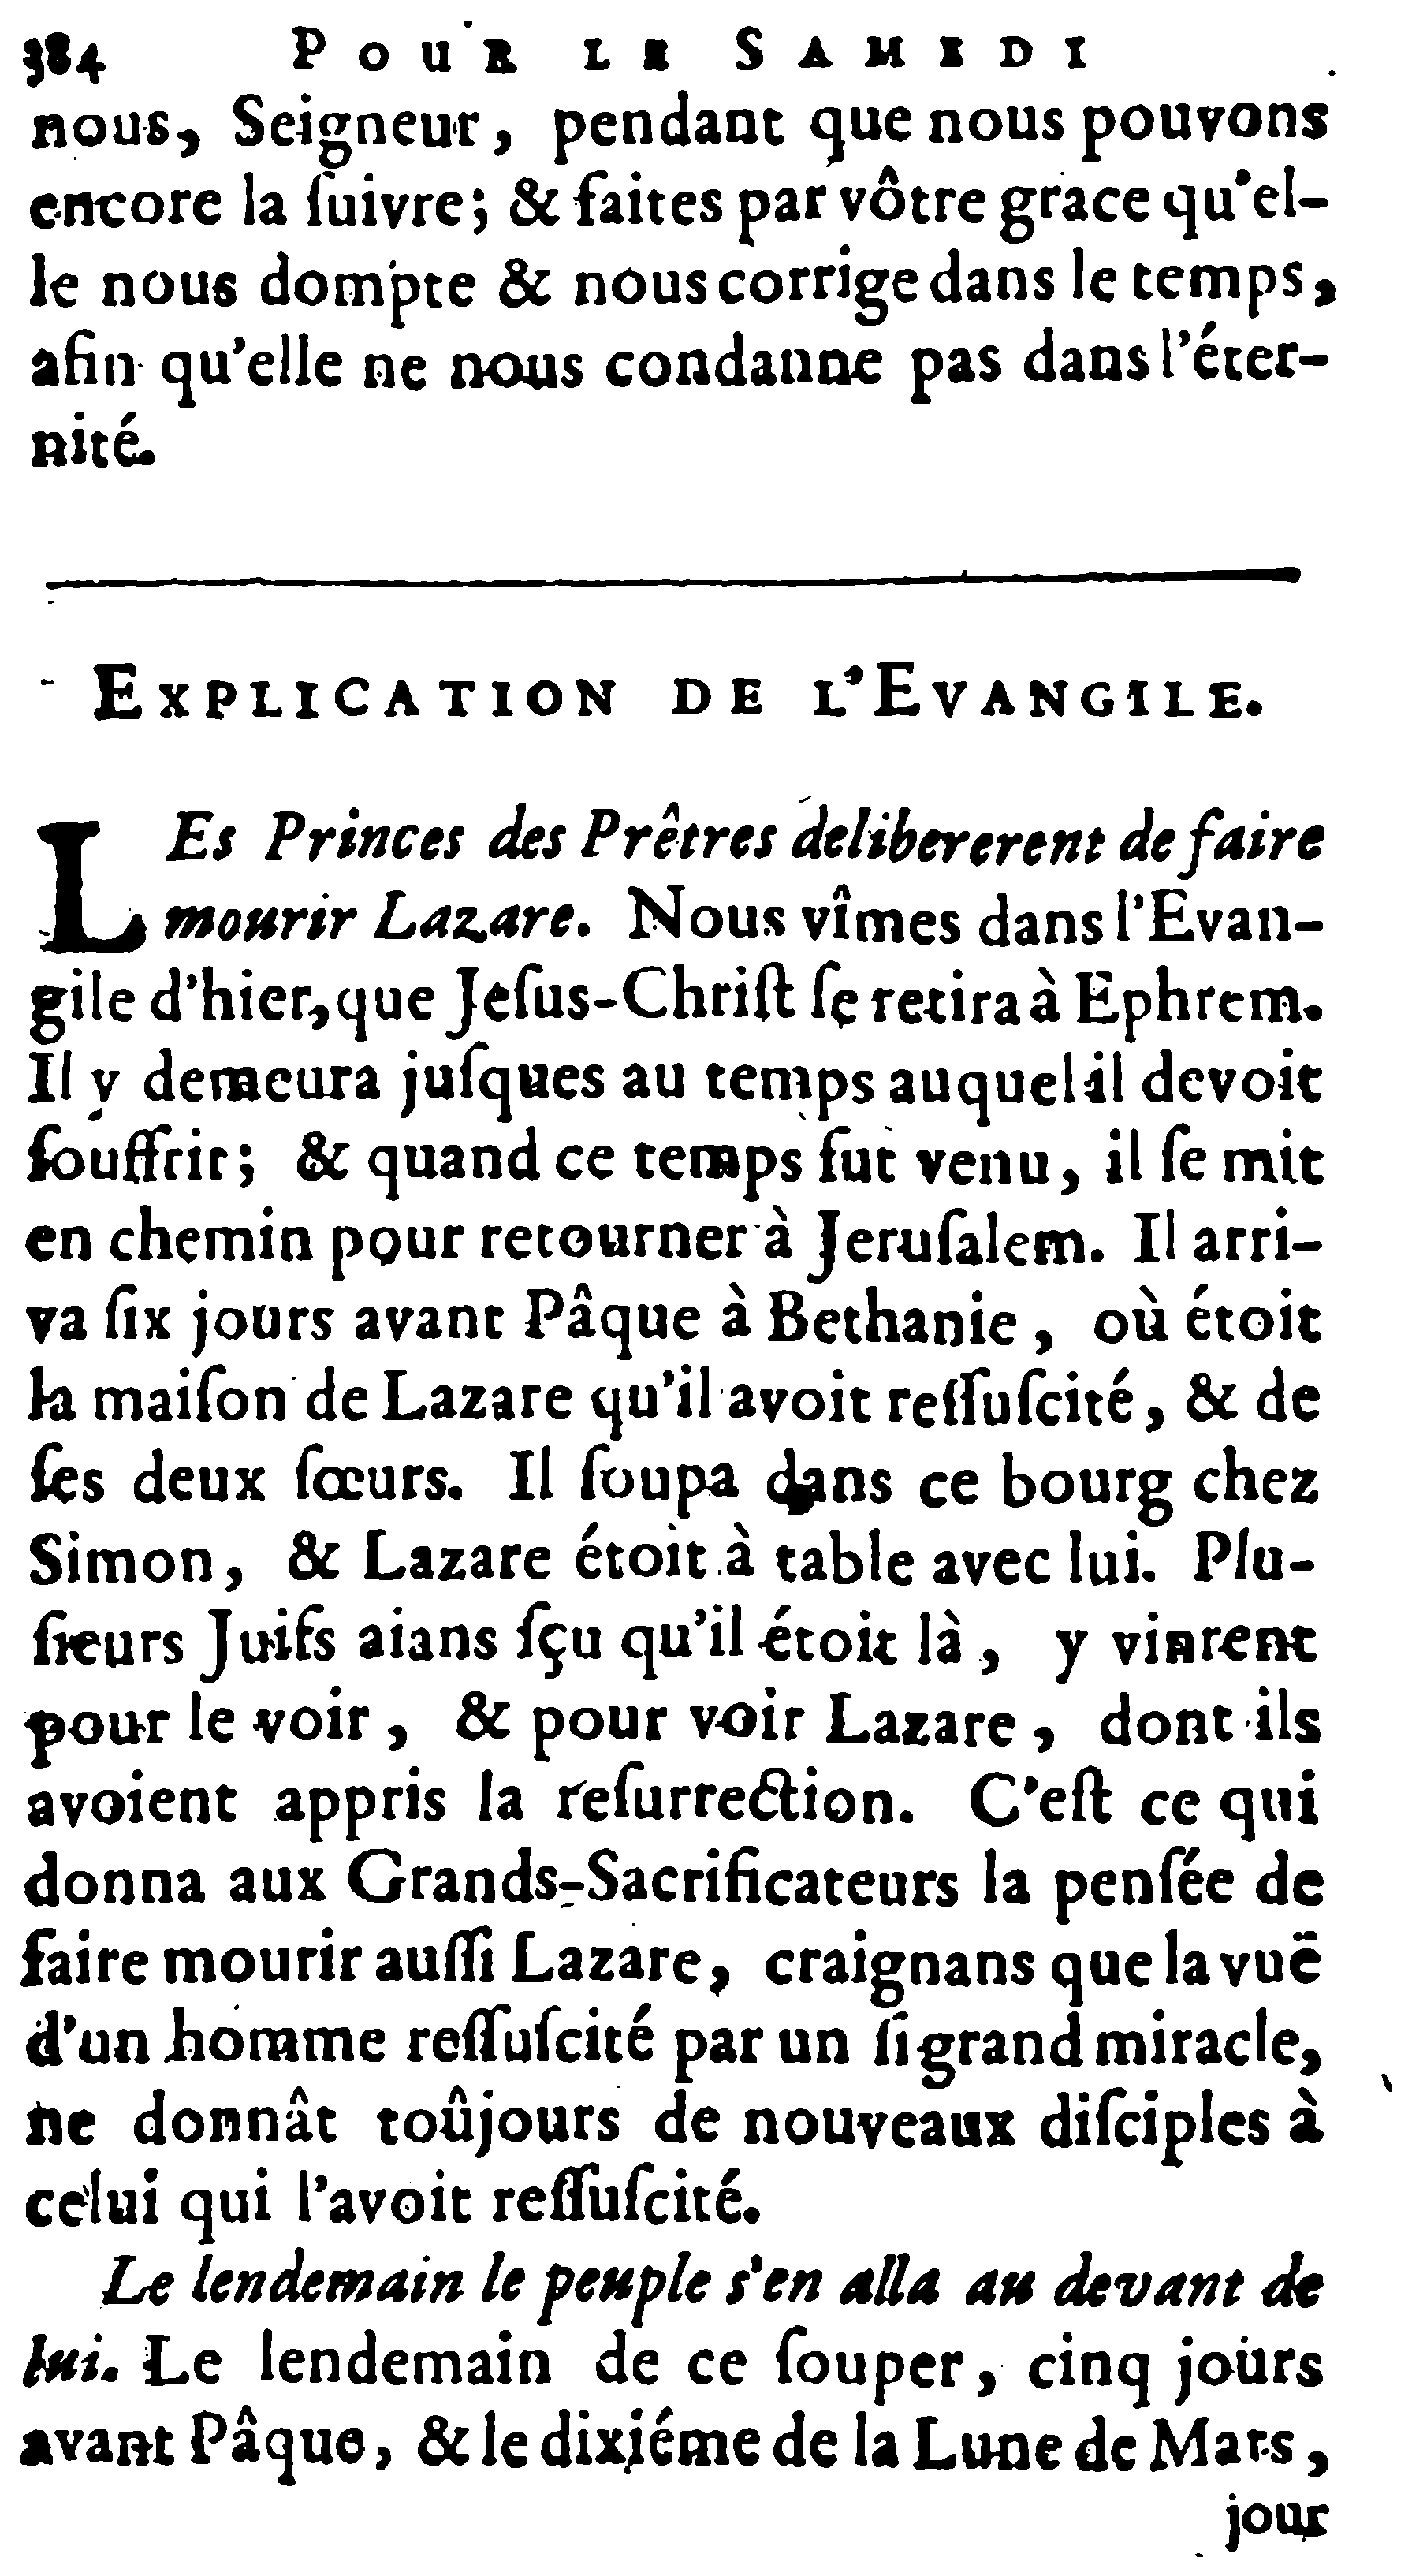 384 POUR LE SAMEDI
nous, Seigneur, pendant que nous pouvons
encore la ſuivre; & faites par vôtre grace qu'el-
le nous dompte & nous corrige dans le temps,
afin qu'elle ne nous condanne pas dans l'éter-
nité.
EXPLICATION DE L'EVANGILE.
LEs Princes des Prêtres delibererent de faire
mourir Lazare. Nous vîmes dans l'Evan-
gile d'hier, que Jeſus-Chriſt ſe retira à Ephrem.
Il y demeura juſques au temps auquel il devoit
ſouffrir; & quand ce temps fut venu, il ſe mit
en chemin pour retourner à Jeruſalem. Il arri-
va ſix jours avant Pâque à Bethanie, où étoit
la maiſon de Lazare qu'il avoit reſſuſcité, & de
ſes deux ſœurs. Il ſoupa dans ce bourg chez
Simon, & Lazare étoit à table avec lui. Plu-
ſieurs Juifs aians ſçu qu'il étoit là, y vinrent
pour le voir, & pour voir Lazare, dont ils
avoient appris la reſurrection. C'eſt ce qui
donna aux Grands-Sacrificateurs la penſée de
faire mourir auſſi Lazare, craignans que la vuë
d'un homme reſſuſcité par un ſi grand miracle,
ne donnât toûjours de nouveaux diſciples à
celui qui l'avoit reſſuſcité.
Le lendemain le peuple s'en alla au devant de
lui. Le lendemain de ce ſouper, cinq jours
avant Pâque, & le dixiéme de la Lune de Mars,
jour